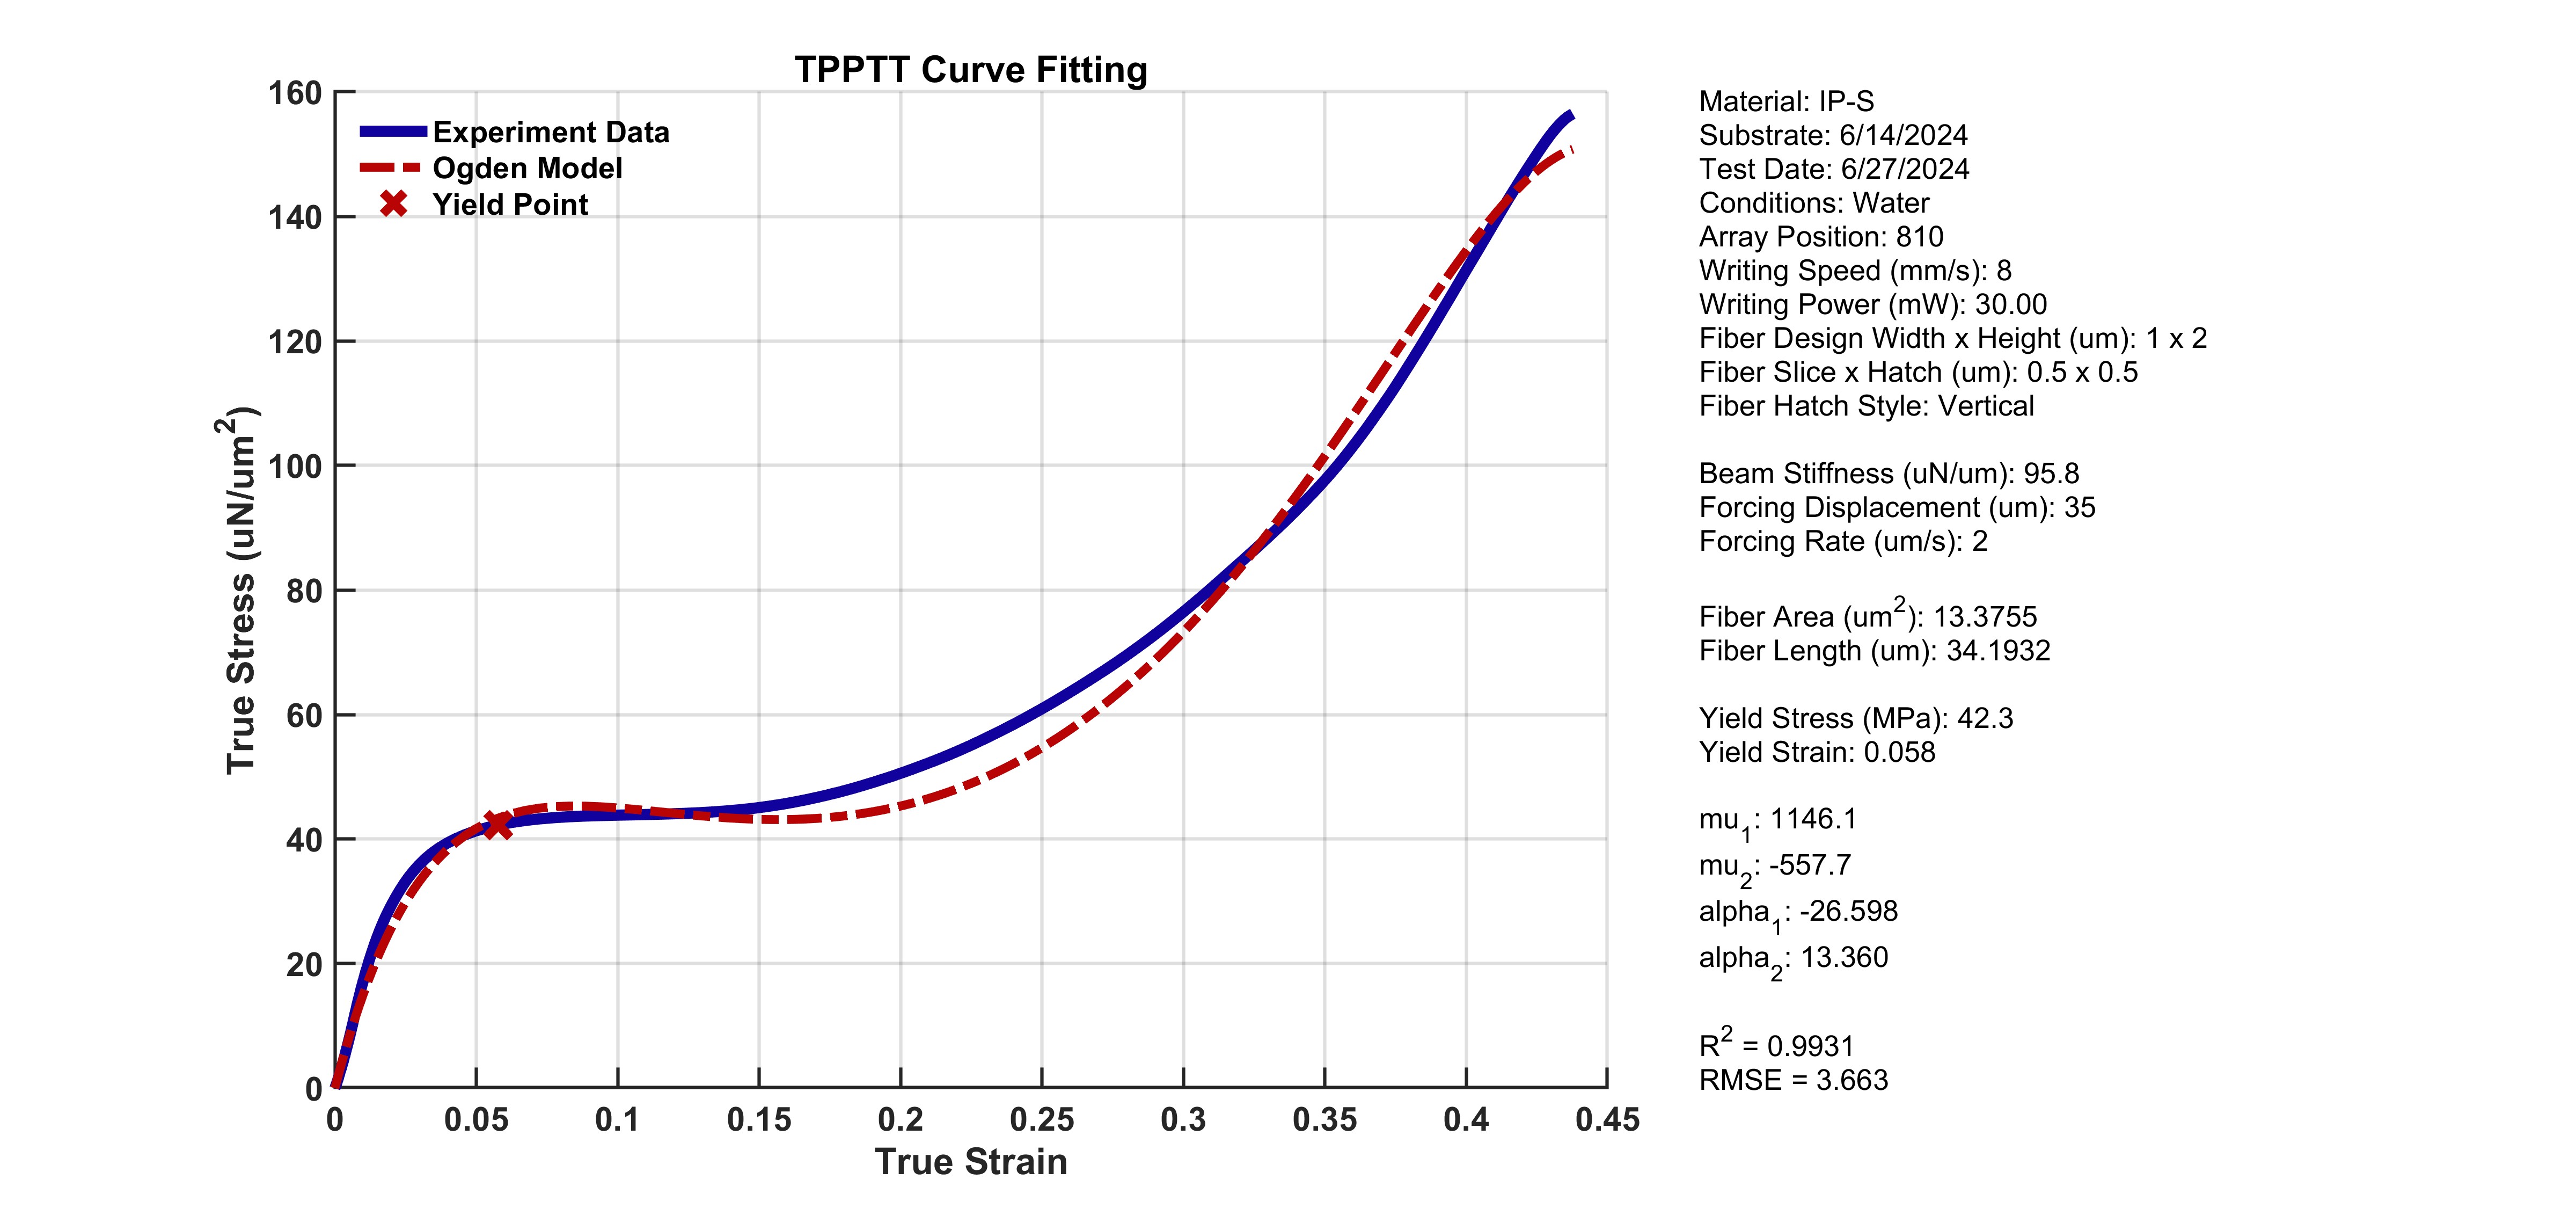 TPPTT Curve Fitting
160
140
120
100
80
60
40
20
0
True Stress (uN/um²)
Experiment Data
Ogden Model
Yield Point
0 0.05 0.1 0.15 0.2 0.25 0.3 0.35 0.4 0.45
True Strain
Material: IP-S
Substrate: 6/14/2024
Test Date: 6/27/2024
Conditions: Water
Array Position: 810
Writing Speed (mm/s): 8
Writing Power (mW): 30.00
Fiber Design Width x Height (um): 1 x 2
Fiber Slice x Hatch (um): 0.5 x 0.5
Fiber Hatch Style: Vertical
Beam Stiffness (uN/um): 95.8
Forcing Displacement (um): 35
Forcing Rate (um/s): 2
Fiber Area (um²): 13.3755
Fiber Length (um): 34.1932
Yield Stress (MPa): 42.3
Yield Strain: 0.058
mu₁: 1146.1
mu₂: -557.7
alpha₁: -26.598
alpha₂: 13.360
R² = 0.9931
RMSE = 3.663